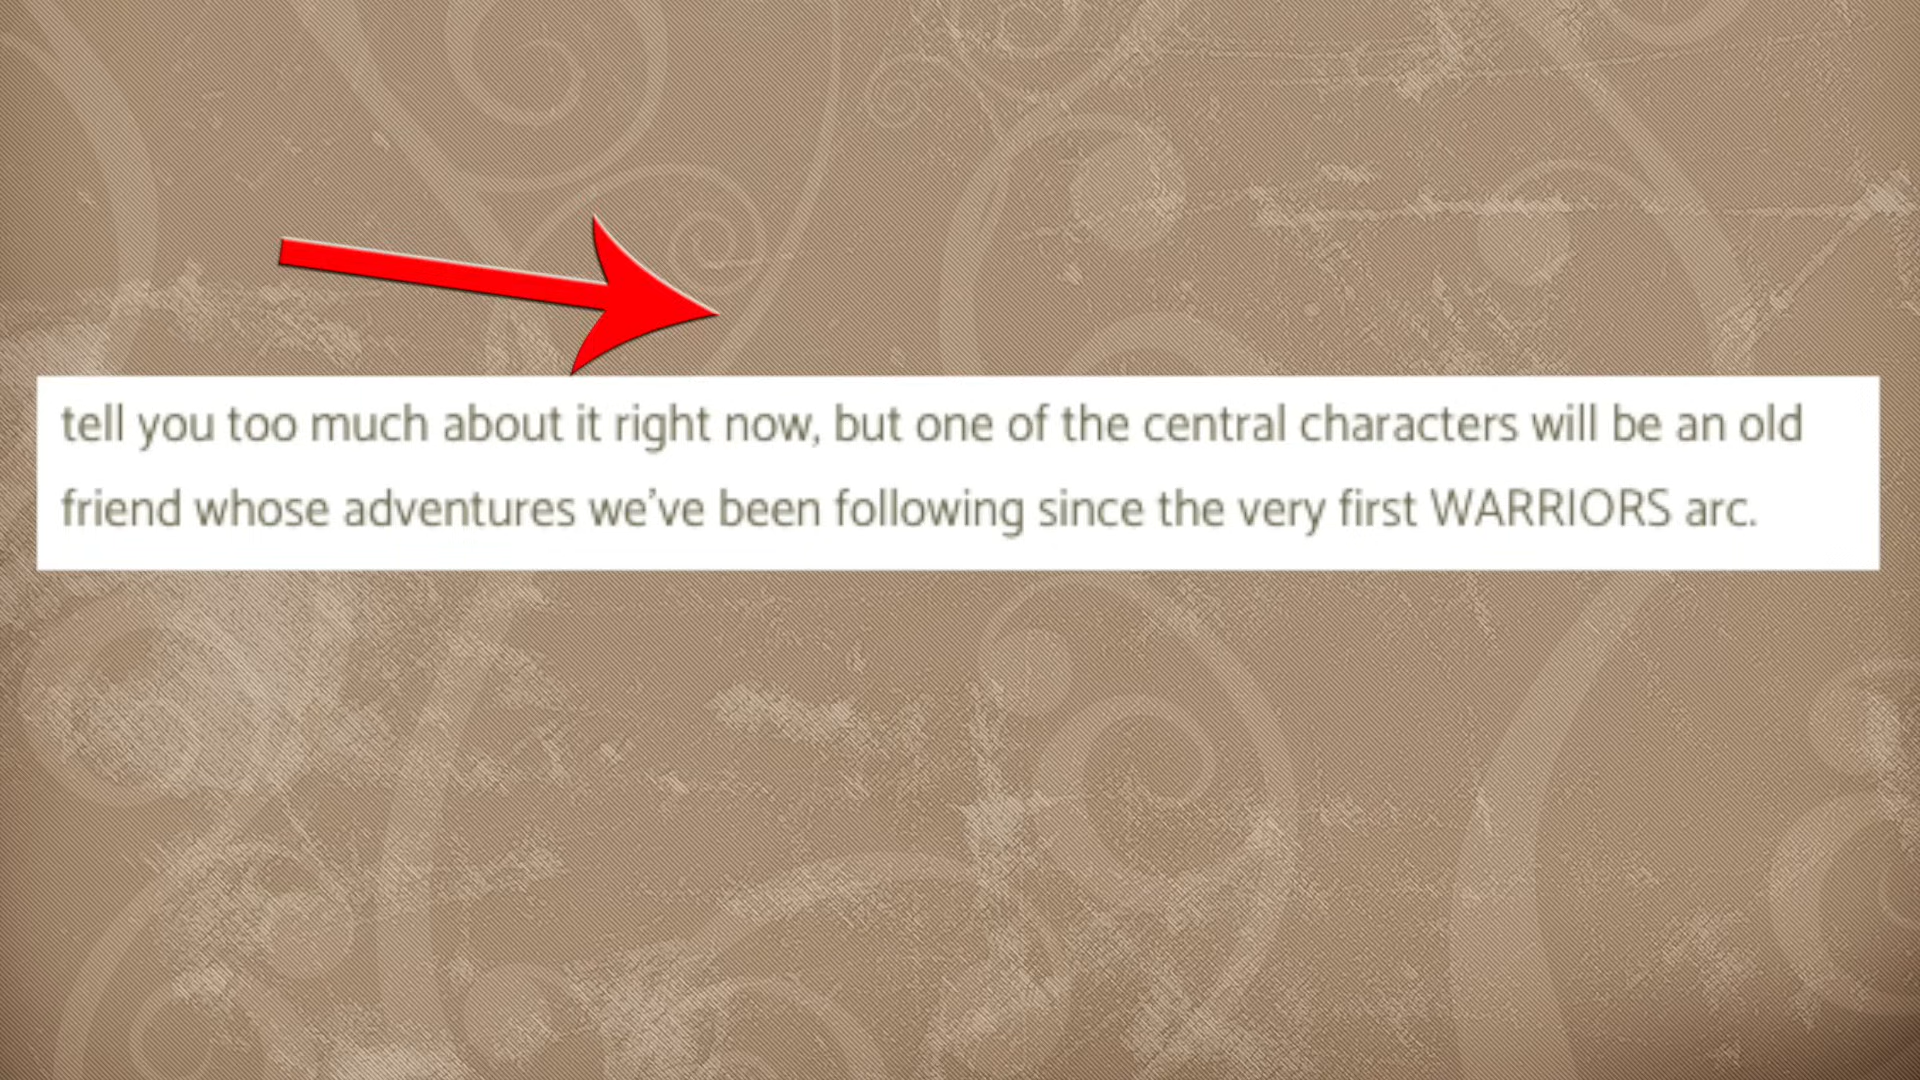 tell you too much about it right now, but one of the central characters will be an old
friend whose adventures we’ve been following since the very first WARRIORS arc.